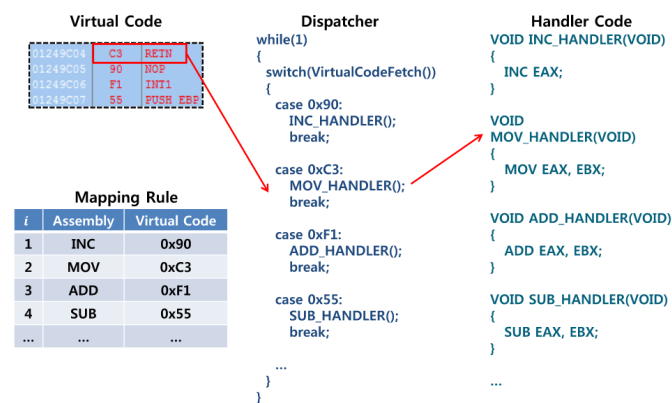 Virtual Code
01249C04 C3 RETN
01249C05 90 NOP
01249C06 F1 INT1
01249C07 55 PUSH EBP
Mapping Rule
i Assembly Virtual Code
1 INC 0x90
2 MOV 0xC3
3 ADD 0xF1
4 SUB 0x55
... ... ...
Dispatcher
while(1)
{
switch(VirtualCodeFetch())
{
case 0x90:
INC_HANDLER();
break;
case 0xC3:
MOV_HANDLER();
break;
case 0xF1:
ADD_HANDLER();
break;
case 0x55:
SUB_HANDLER();
break;
...
}
}
Handler Code
VOID INC_HANDLER(VOID)
{
INC EAX;
}
VOID
MOV_HANDLER(VOID)
{
MOV EAX, EBX;
}
VOID ADD_HANDLER(VOID)
{
ADD EAX, EBX;
}
VOID SUB_HANDLER(VOID)
{
SUB EAX, EBX;
}
...